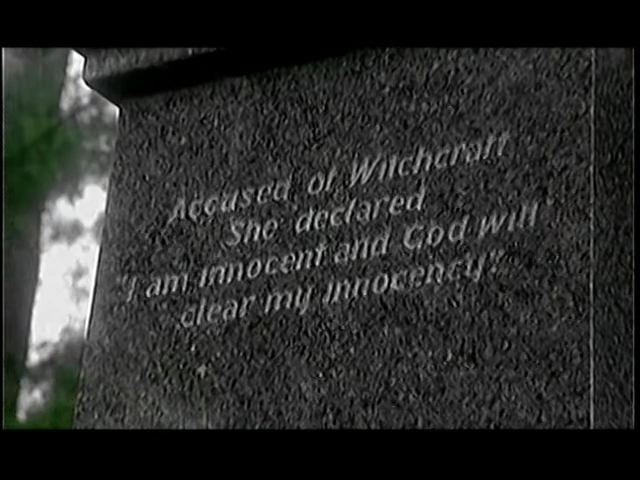 Accused of Witchcraft
She declared
"I am innocent and God will
clear my innocency."